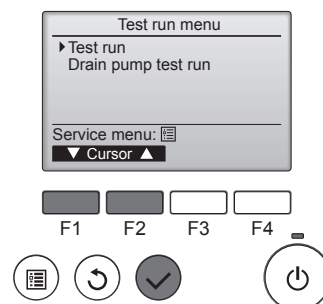 Test run menu
Test run
Drain pump test run
Service menu:
▼ Cursor ▲
F1 F2 F3 F4